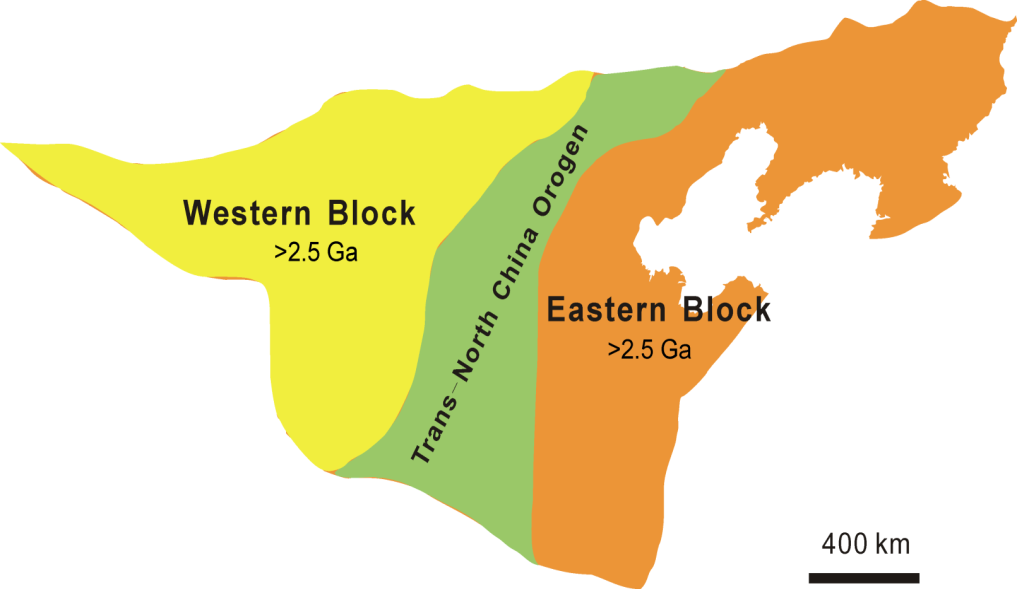 Western Block
>2.5 Ga
Trans-North China Orogen
Eastern Block
>2.5 Ga
400 km